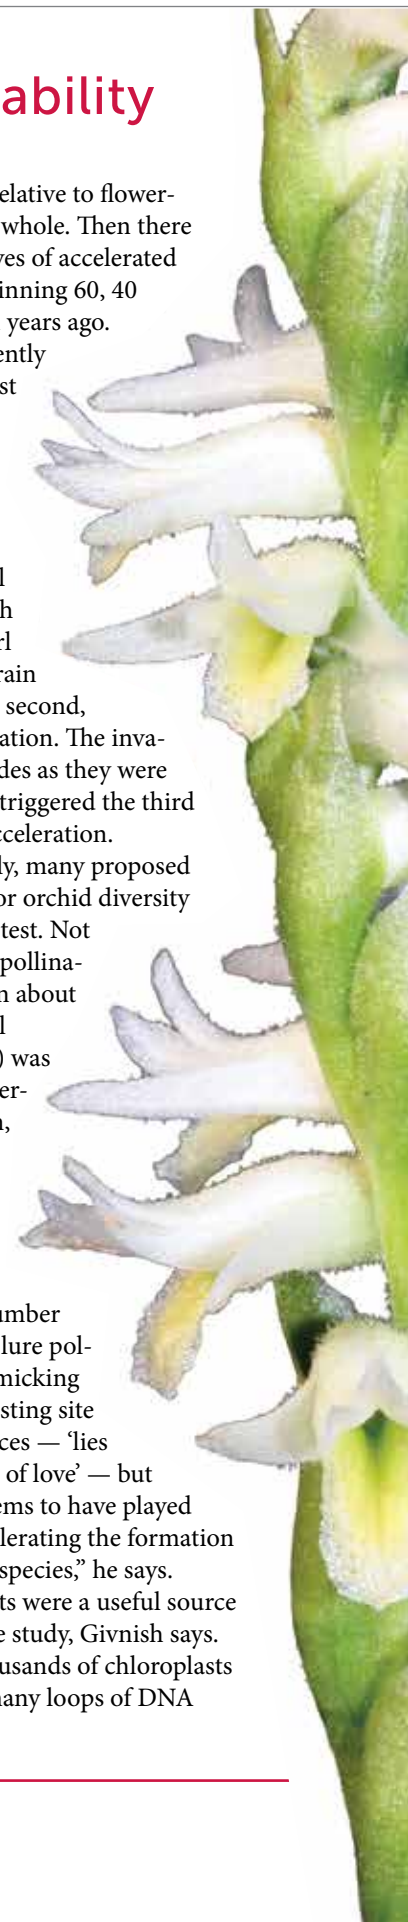 ability
elative to flower-
whole. Then there
ves of accelerated
inning 60, 40
years ago.
ently
st
l
h
rl
rain
second,
ation. The inva-
des as they were
triggered the third
cceleration.
ly, many proposed
or orchid diversity
test. Not
pollina-
n about
l
) was
er-
n,
umber
lure pol-
micking
sting site
ces — ‘lies
of love’ — but
ems to have played
lerating the formation
species,” he says.
ts were a useful source
e study, Givnish says.
usands of chloroplasts
many loops of DNA